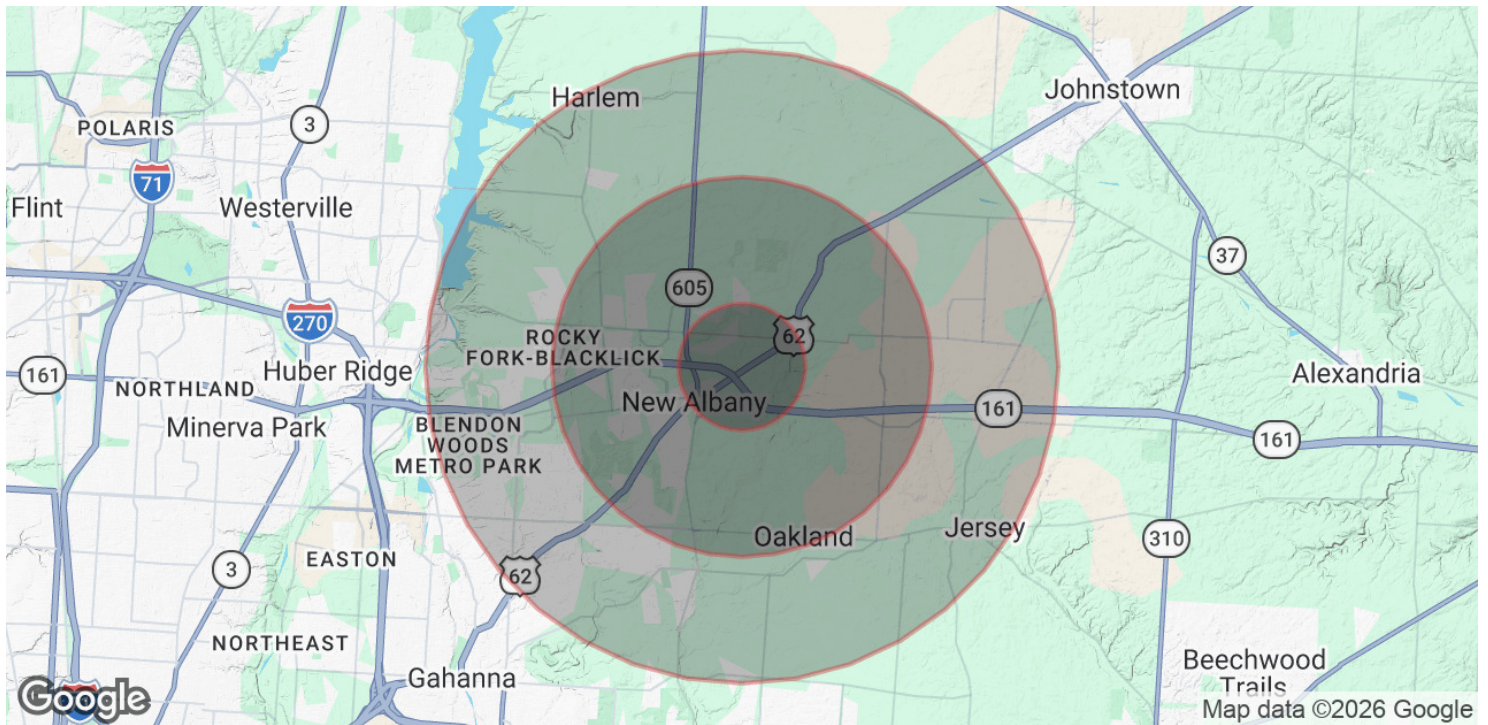 Harlem
Johnstown
3
POLARIS
71
Flint
Westerville
37
605
270
62
ROCKY
FORK-BLACKLICK
161
Huber Ridge
Alexandria
NORTHLAND
New Albany
161
Minerva Park
BLENDON
WOODS
METRO PARK
161
Jersey
Oakland
310
EASTON
3
62
NORTHEAST
Gahanna
Beechwood
Trails
Google
Map data ©2026 Google